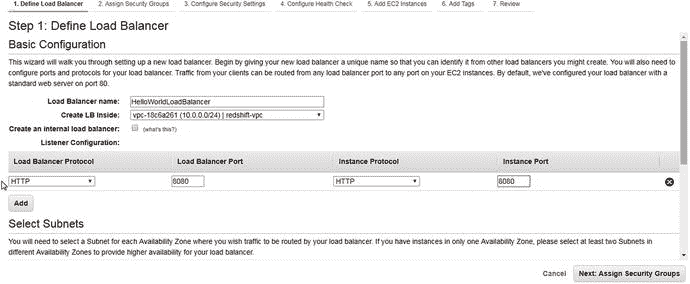 1. Define Load Balancer 2. Assign Security Groups 3. Configure Security Settings 4. Configure Health Check 5. Add EC2 Instances 6. Add Tags 7. Review
Step 1: Define Load Balancer
Basic Configuration
This wizard will walk you through setting up a new load balancer. Begin by giving your new load balancer a unique name so that you can identify it from other load balancers you might create. You will also need to
configure ports and protocols for your load balancer. Traffic from your clients can be routed from any load balancer port to any port on your EC2 instances. By default, we've configured your load balancer with a
standard web server on port 80.
Load Balancer name: HelloWorldLoadBalancer
Create LB Inside: vpc-18c6a261 (10.0.0.0/24) | redshift-vpc
Create an internal load balancer: (what's this?)
Listener Configuration:
Load Balancer Protocol Load Balancer Port Instance Protocol Instance Port
HTTP 8080 HTTP 8080
Add
Select Subnets
You will need to select a Subnet for each Availability Zone where you wish traffic to be routed by your load balancer. If you have instances in only one Availability Zone, please select at least two Subnets in
different Availability Zones to provide higher availability for your load balancer.
Cancel Next: Assign Security Groups